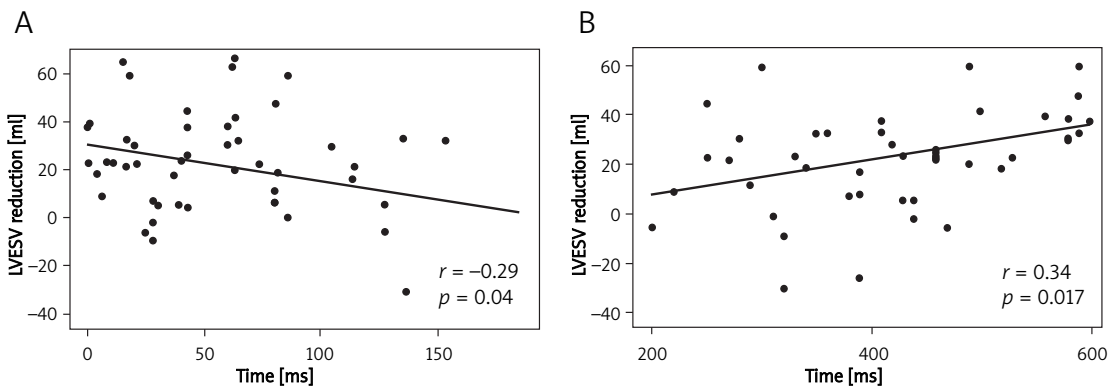 A
LVESV reduction [ml]
60
40
20
0
−20
−40
0
50
100
150
Time [ms]
r = −0.29
p = 0.04
B
LVESV reduction [ml]
60
40
20
0
−20
−40
200
400
600
Time [ms]
r = 0.34
p = 0.017